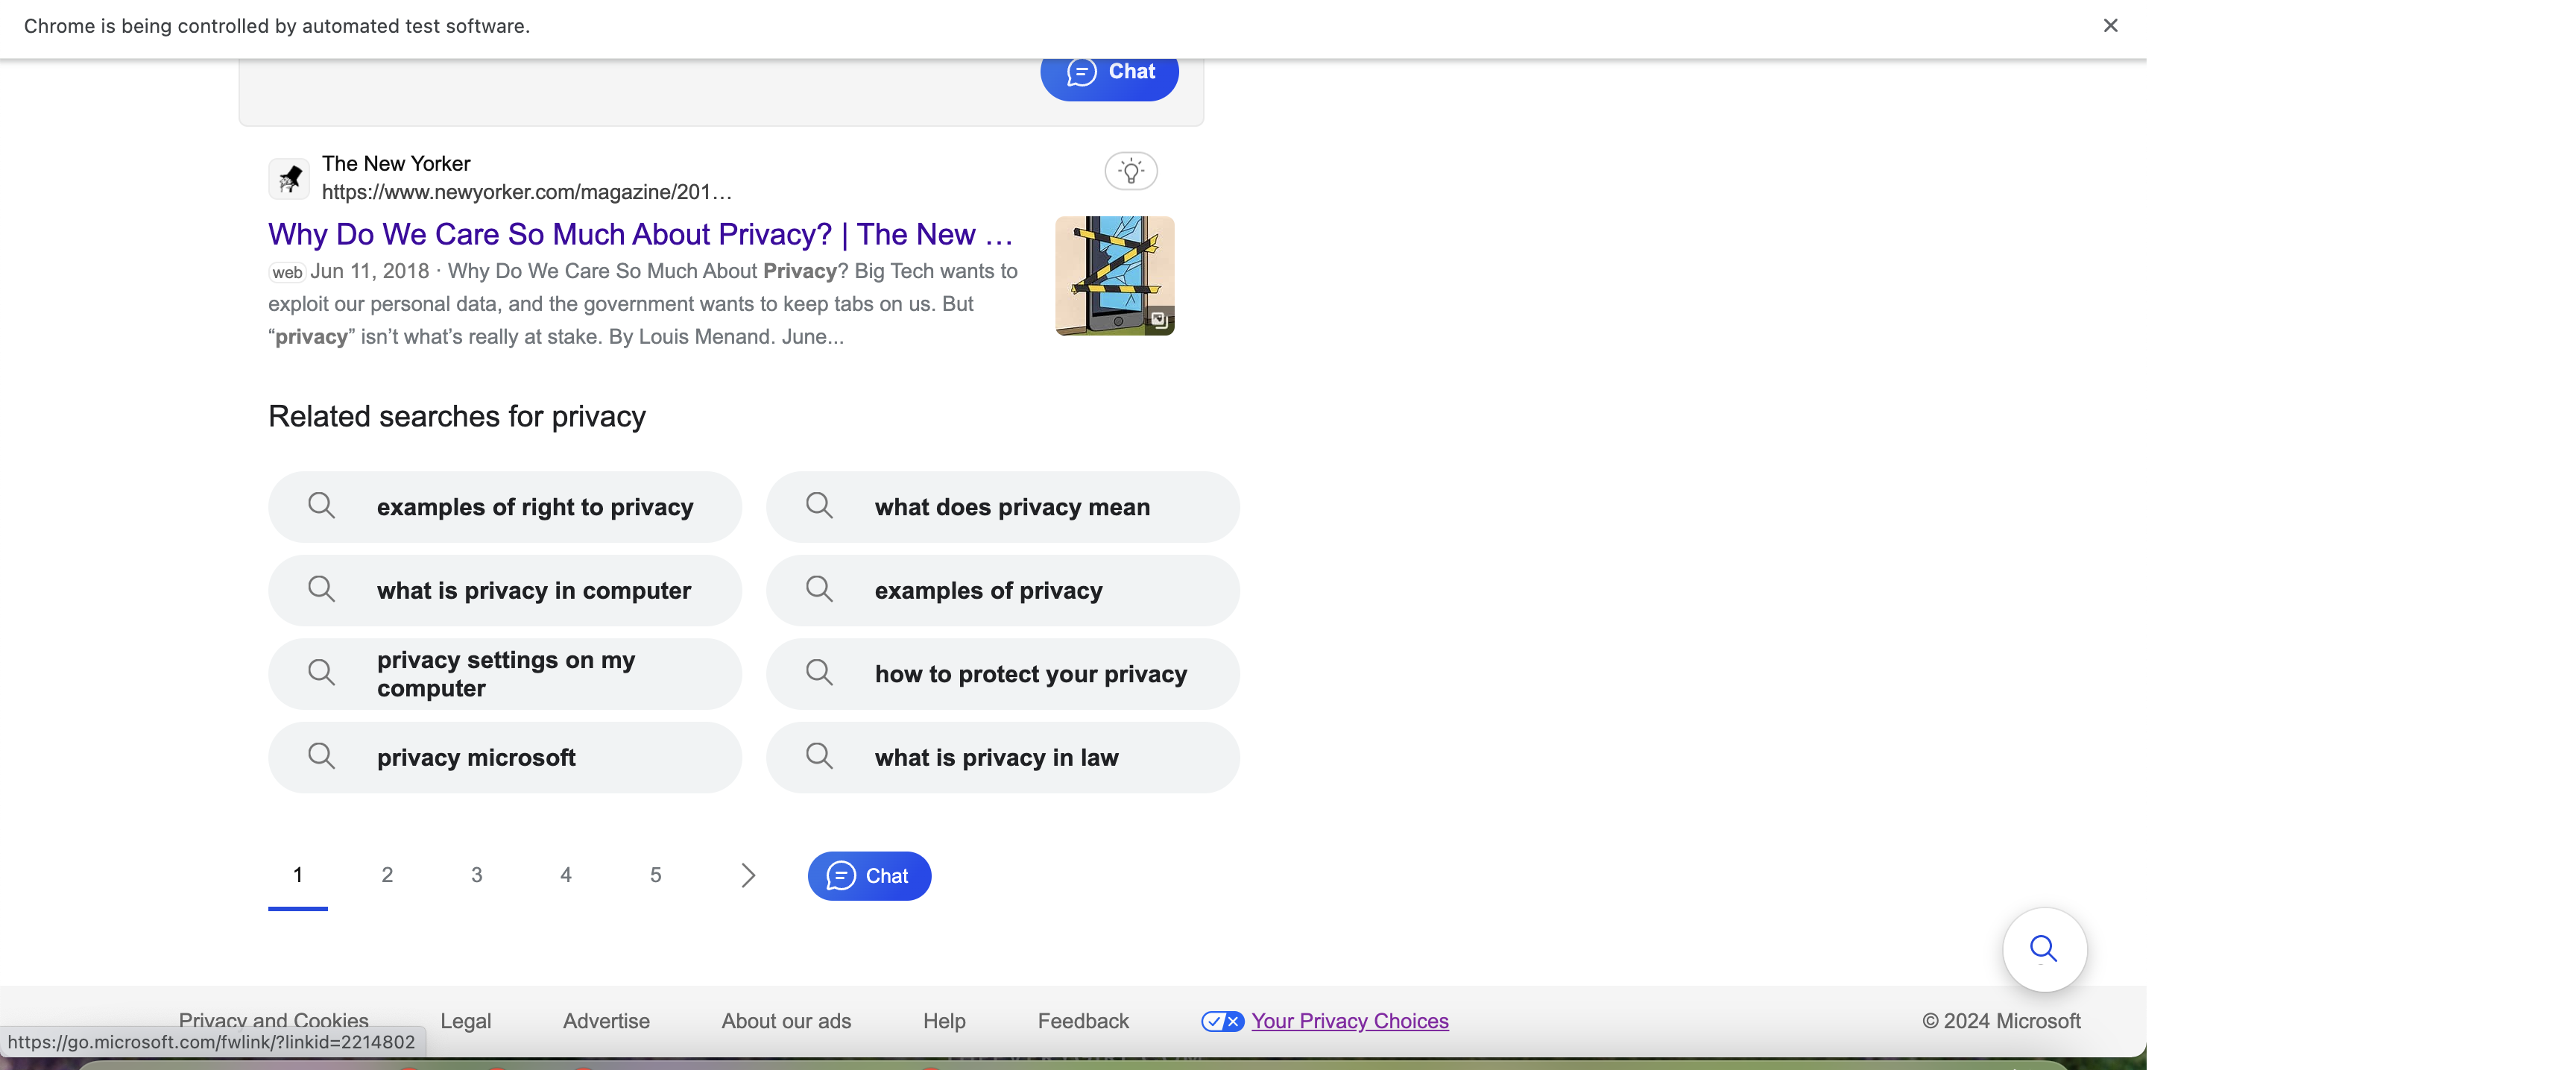 Chrome is being controlled by automated test software.
Chat
The New Yorker
https://www.newyorker.com/magazine/201…
Why Do We Care So Much About Privacy? | The New …
web Jun 11, 2018 · Why Do We Care So Much About Privacy? Big Tech wants to
exploit our personal data, and the government wants to keep tabs on us. But
“privacy” isn’t what’s really at stake. By Louis Menand. June...
Related searches for privacy
examples of right to privacy
what does privacy mean
what is privacy in computer
examples of privacy
privacy settings on my
computer
how to protect your privacy
privacy microsoft
what is privacy in law
1 2 3 4 5 Chat
Privacy and Cookies Legal Advertise About our ads Help Feedback Your Privacy Choices © 2024 Microsoft
https://go.microsoft.com/fwlink/?linkid=2214802